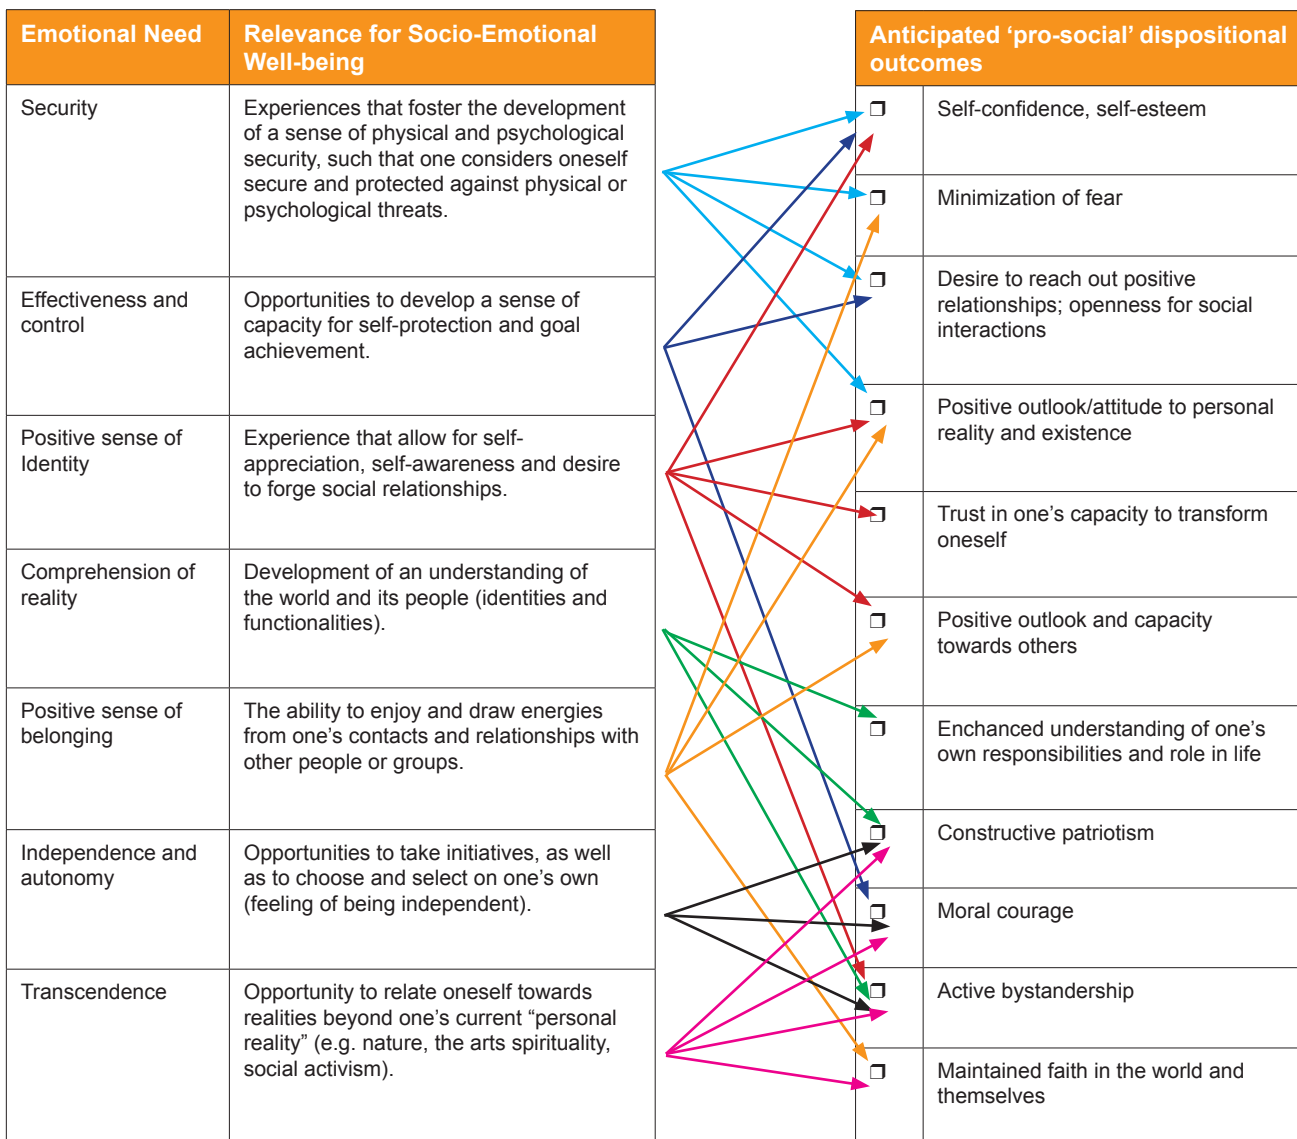 Emotional Need
Relevance for Socio-Emotional
Well-being
Security
Experiences that foster the development
of a sense of physical and psychological
security, such that one considers oneself
secure and protected against physical or
psychological threats.
Effectiveness and
control
Opportunities to develop a sense of
capacity for self-protection and goal
achievement.
Positive sense of
Identity
Experience that allow for self-
appreciation, self-awareness and desire
to forge social relationships.
Comprehension of
reality
Development of an understanding of
the world and its people (identities and
functionalities).
Positive sense of
belonging
The ability to enjoy and draw energies
from one’s contacts and relationships with
other people or groups.
Independence and
autonomy
Opportunities to take initiatives, as well
as to choose and select on one’s own
(feeling of being independent).
Transcendence
Opportunity to relate oneself towards
realities beyond one’s current “personal
reality” (e.g. nature, the arts spirituality,
social activism).
Anticipated ‘pro-social’ dispositional
outcomes
Self-confidence, self-esteem
Minimization of fear
Desire to reach out positive
relationships; openness for social
interactions
Positive outlook/attitude to personal
reality and existence
Trust in one’s capacity to transform
oneself
Positive outlook and capacity
towards others
Enchanced understanding of one’s
own responsibilities and role in life
Constructive patriotism
Moral courage
Active bystandership
Maintained faith in the world and
themselves